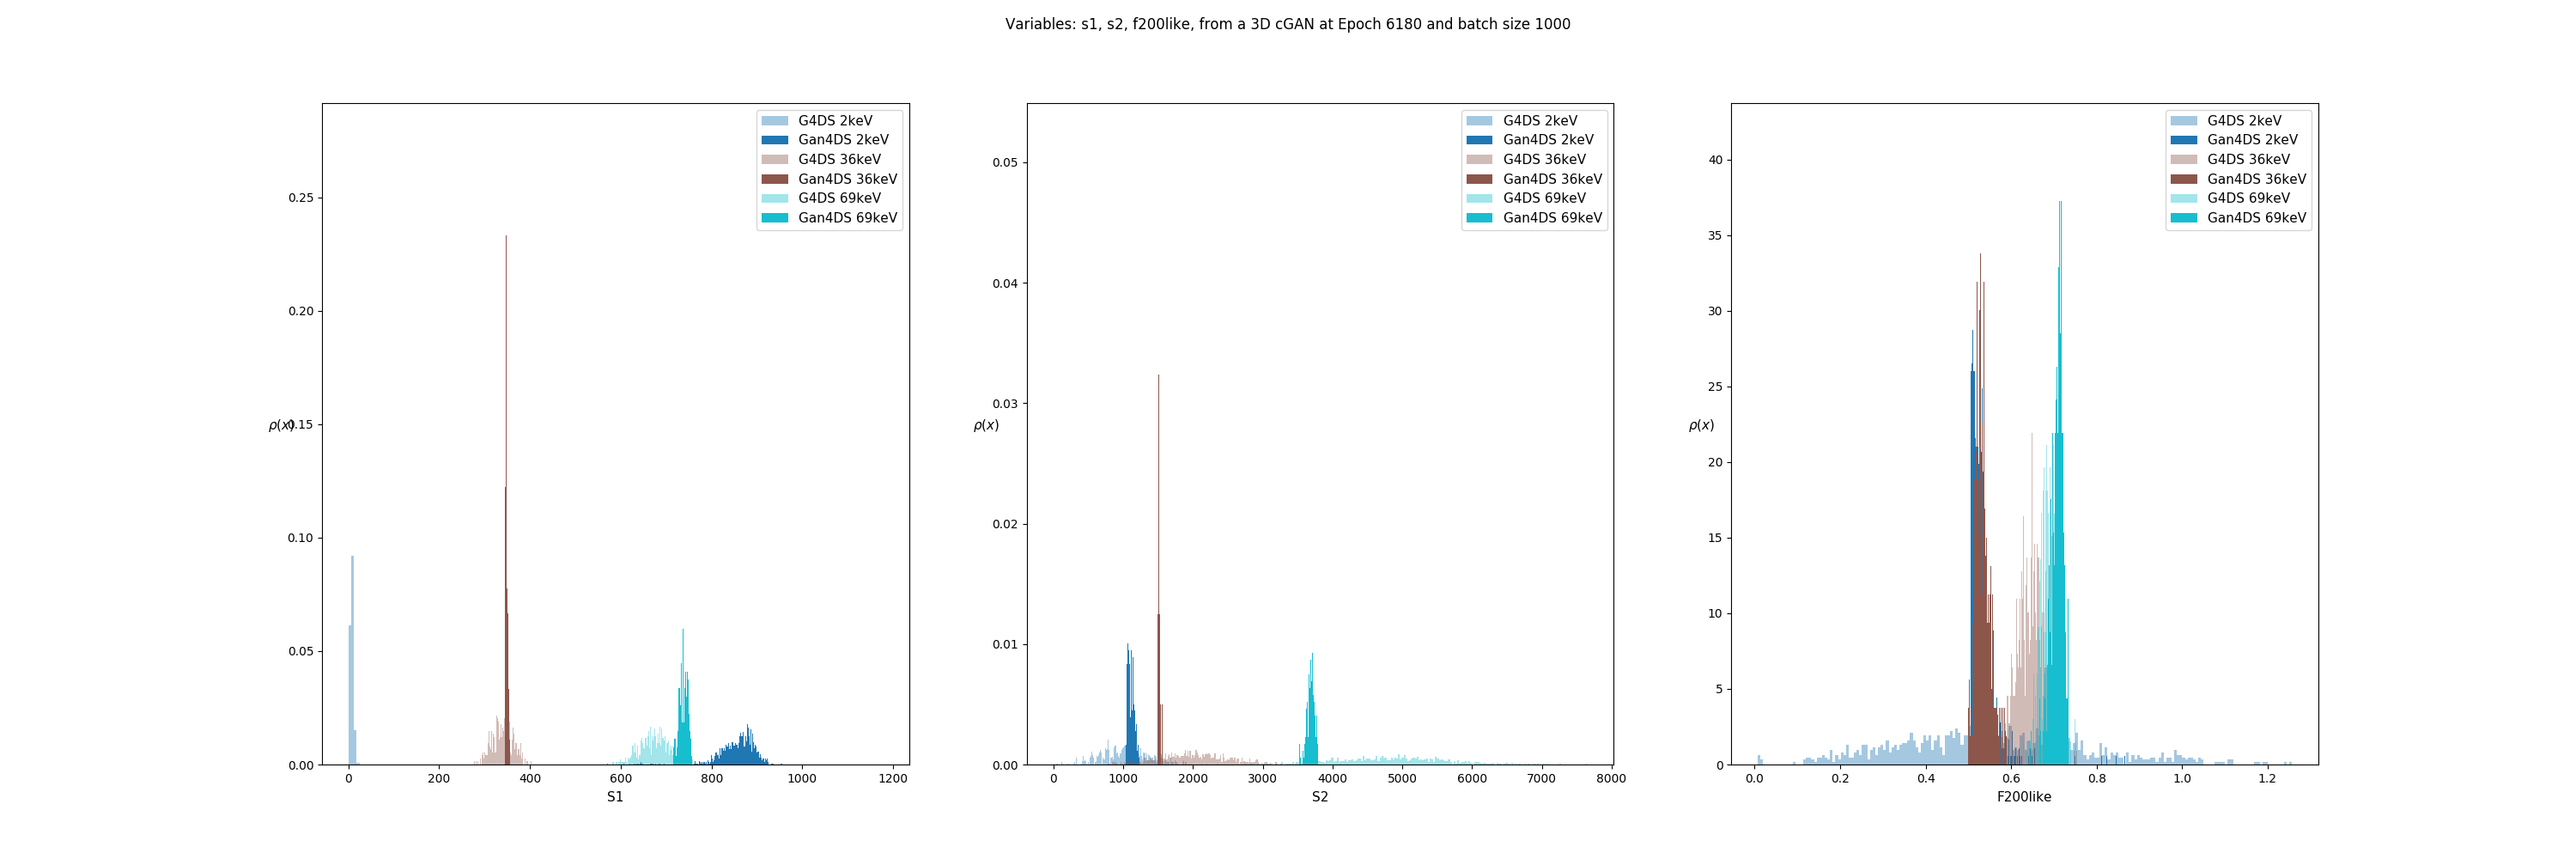 Variables: s1, s2, f200like, from a 3D cGAN at Epoch 6180 and batch size 1000
G4DS 2keV
Gan4DS 2keV
G4DS 36keV
Gan4DS 36keV
G4DS 69keV
Gan4DS 69keV
0.25
0.20
0.15
0.10
0.05
0.00
ρ(x)
0 200 400 600 800 1000 1200
S1
G4DS 2keV
Gan4DS 2keV
G4DS 36keV
Gan4DS 36keV
G4DS 69keV
Gan4DS 69keV
0.05
0.04
0.03
0.02
0.01
0.00
ρ(x)
0 1000 2000 3000 4000 5000 6000 7000 8000
S2
G4DS 2keV
Gan4DS 2keV
G4DS 36keV
Gan4DS 36keV
G4DS 69keV
Gan4DS 69keV
40
35
30
25
20
15
10
5
0
ρ(x)
0.0 0.2 0.4 0.6 0.8 1.0 1.2
F200like